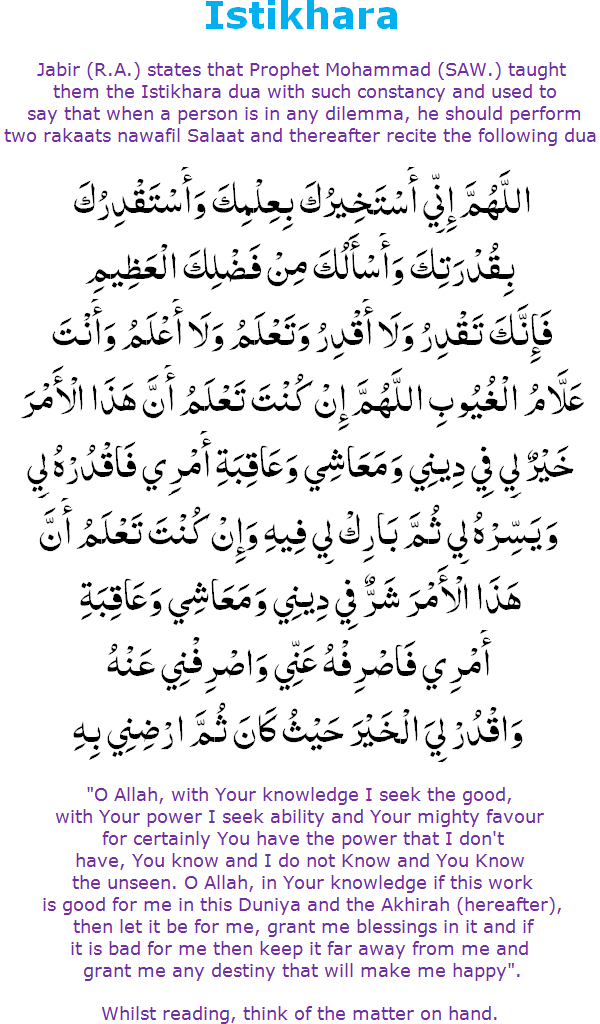 Istikhara
Jabir (R.A.) states that Prophet Mohammad (SAW.) taught
them the Istikhara dua with such constancy and used to
say that when a person is in any dilemma, he should perform
two rakaats nawafil Salaat and thereafter recite the following dua
اللَّهُمَّ إِنِّي أَسْتَخِيرُكَ بِعِلْمِكَ وَأَسْتَقْدِرُكَ
بِقُدْرَتِكَ وَأَسْأَلُكَ مِنْ فَضْلِكَ الْعَظِيمِ
فَإِنَّكَ تَقْدِرُ وَلَا أَقْدِرُ وَتَعْلَمُ وَلَا أَعْلَمُ وَأَنْتَ
عَلَّامُ الْغُيُوبِ اللَّهُمَّ إِنْ كُنْتَ تَعْلَمُ أَنَّ هَذَا الْأَمْرَ
خَيْرٌ لِي فِي دِينِي وَمَعَاشِي وَعَاقِبَةِ أَمْرِي فَاقْدُرْهُ لِي
وَيَسِّرْهُ لِي ثُمَّ بَارِكْ لِي فِيهِ وَإِنْ كُنْتَ تَعْلَمُ أَنَّ
هَذَا الْأَمْرَ شَرٌّ فِي دِينِي وَمَعَاشِي وَعَاقِبَةِ
أَمْرِي فَاصْرِفْهُ عَنِّي وَاصْرِفْنِي عَنْهُ
وَاقْدُرْ لِيَ الْخَيْرَ حَيْثُ كَانَ ثُمَّ ارْضِنِي بِهِ
"O Allah, with Your knowledge I seek the good,
with Your power I seek ability and Your mighty favour
for certainly You have the power that I don't
have, You know and I do not Know and You Know
the unseen. O Allah, in Your knowledge if this work
is good for me in this Duniya and the Akhirah (hereafter),
then let it be for me, grant me blessings in it and if
it is bad for me then keep it far away from me and
grant me any destiny that will make me happy".
Whilst reading, think of the matter on hand.